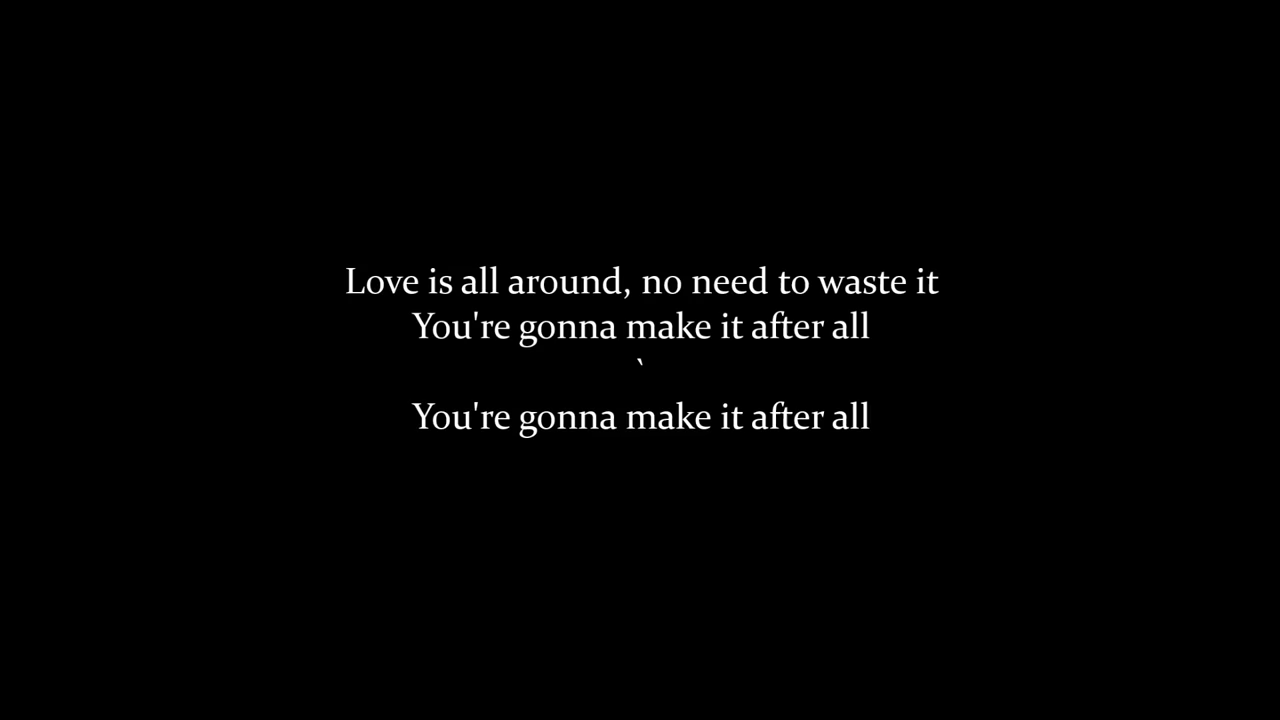 Love is all around, no need to waste it
You're gonna make it after all
`
You're gonna make it after all